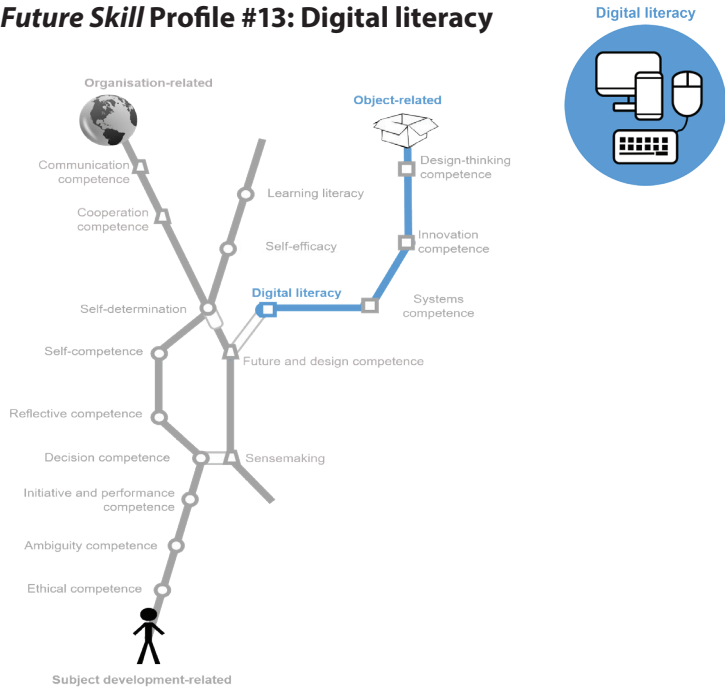 Future Skill Profile #13: Digital literacy
Digital literacy
Organisation-related
Object-related
Communication
competence
Design-thinking
competence
Learning literacy
Cooperation
competence
Self-efficacy
Innovation
competence
Digital literacy
Self-determination
Systems
competence
Self-competence
Future and design competence
Reflective competence
Decision competence
Sensemaking
Initiative and performance
competence
Ambiguity competence
Ethical competence
Subject development-related